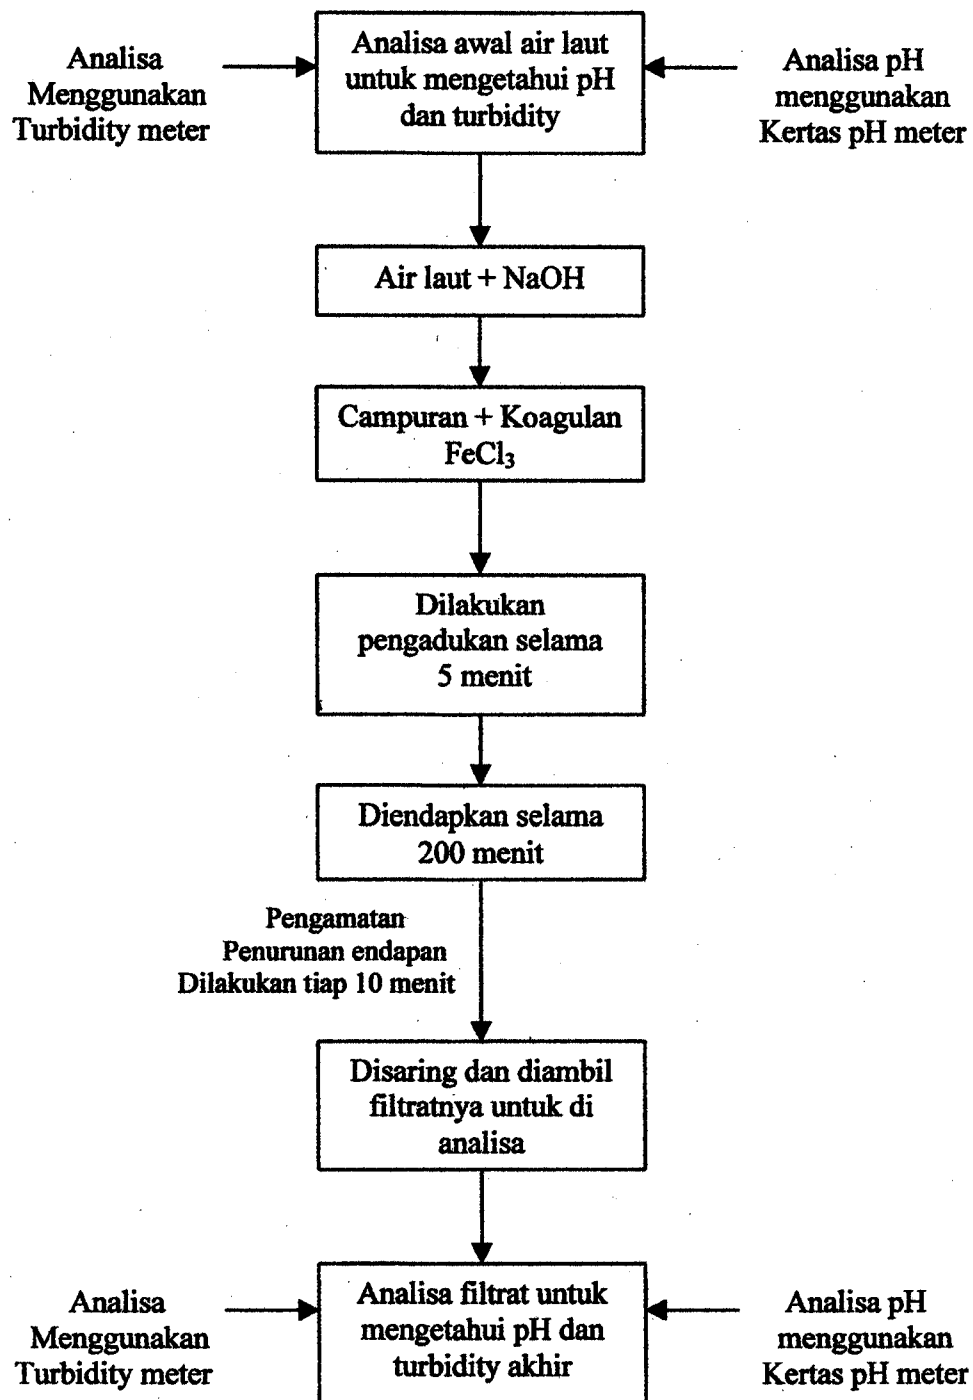 Analisa
Menggunakan
Turbidity meter
Analisa awal air laut
untuk mengetahui pH
dan turbidity
Analisa pH
menggunakan
Kertas pH meter
Air laut + NaOH
Campuran + Koagulan
FeCl₃
Dilakukan
pengadukan selama
5 menit
Diendapkan selama
200 menit
Pengamatan
Penurunan endapan
Dilakukan tiap 10 menit
Disaring dan diambil
filtratnya untuk di
analisa
Analisa
Menggunakan
Turbidity meter
Analisa filtrat untuk
mengetahui pH dan
turbidity akhir
Analisa pH
menggunakan
Kertas pH meter